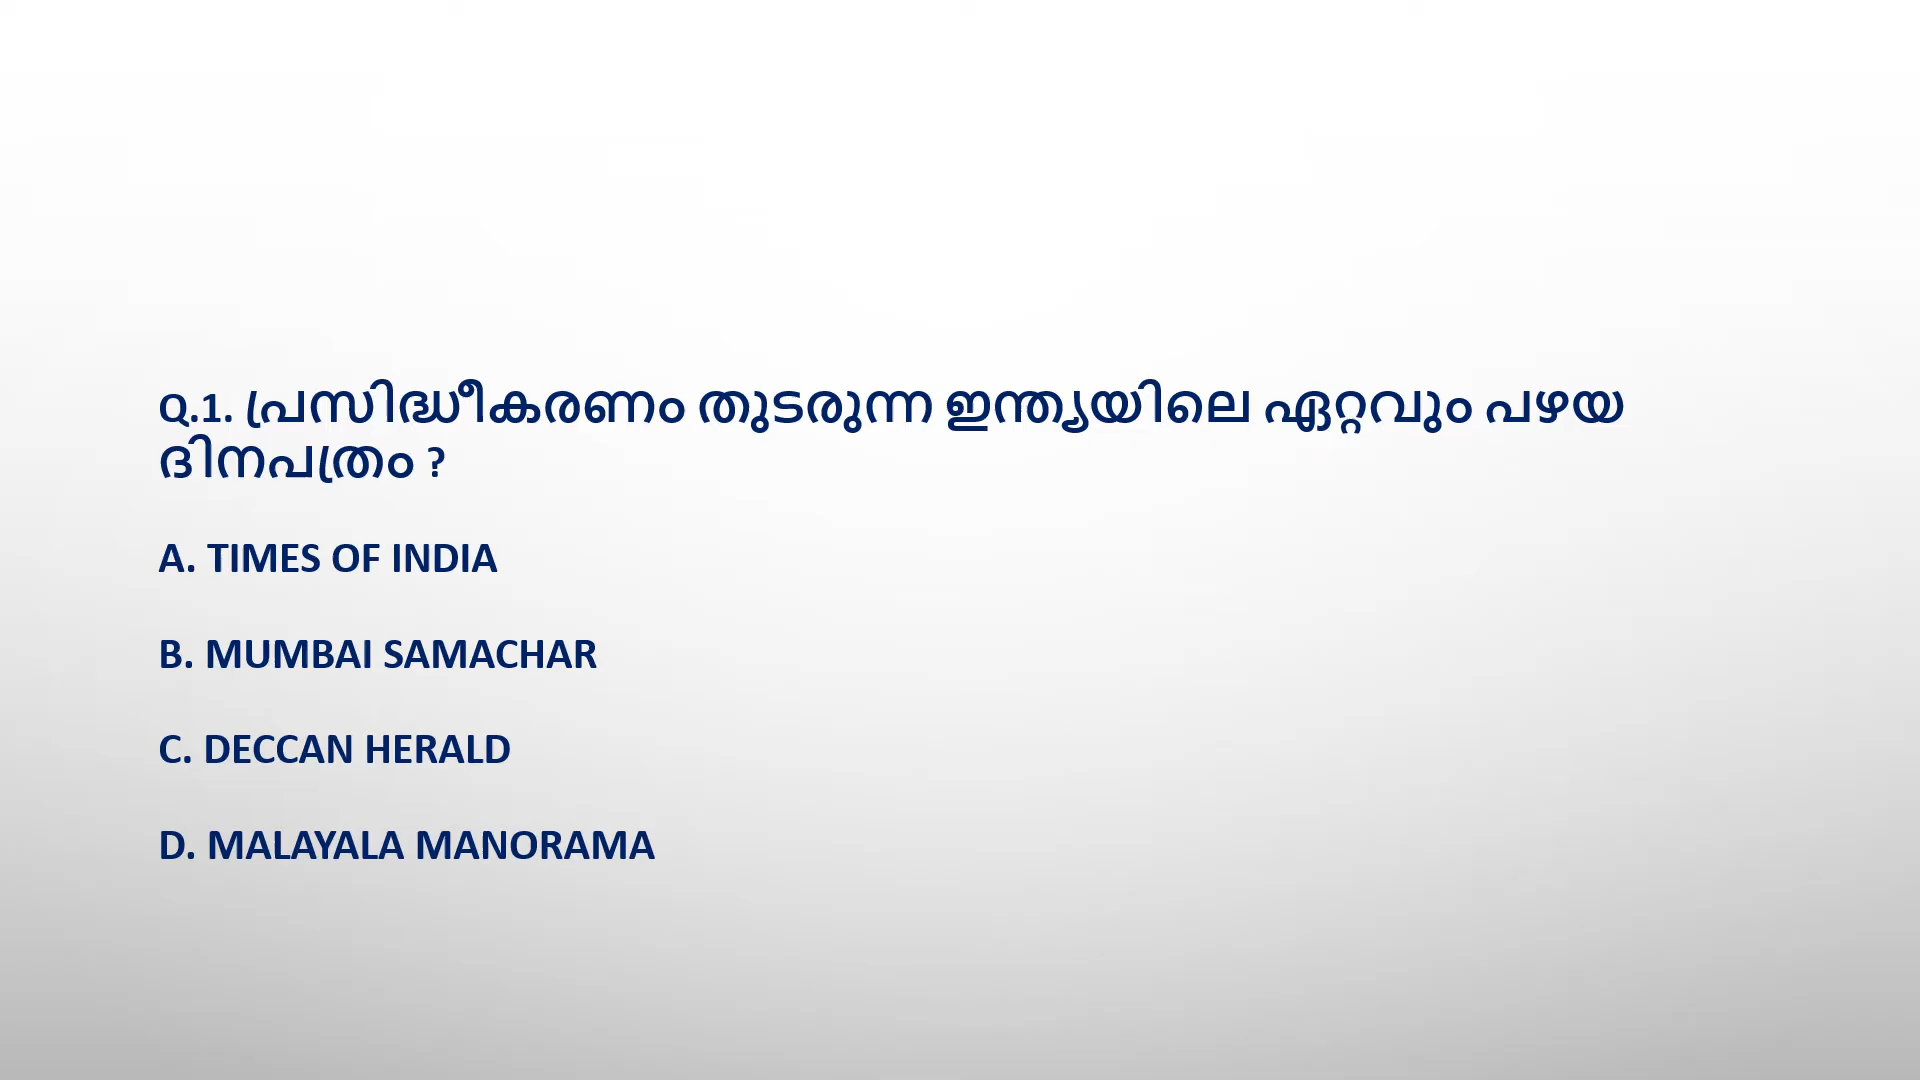 Q.1. പ്രസിദ്ധീകരണം തുടരുന്ന ഇന്ത്യയിലെ ഏറ്റവും പഴയ
ദിനപത്രം ?
A. TIMES OF INDIA
B. MUMBAI SAMACHAR
C. DECCAN HERALD
D. MALAYALA MANORAMA